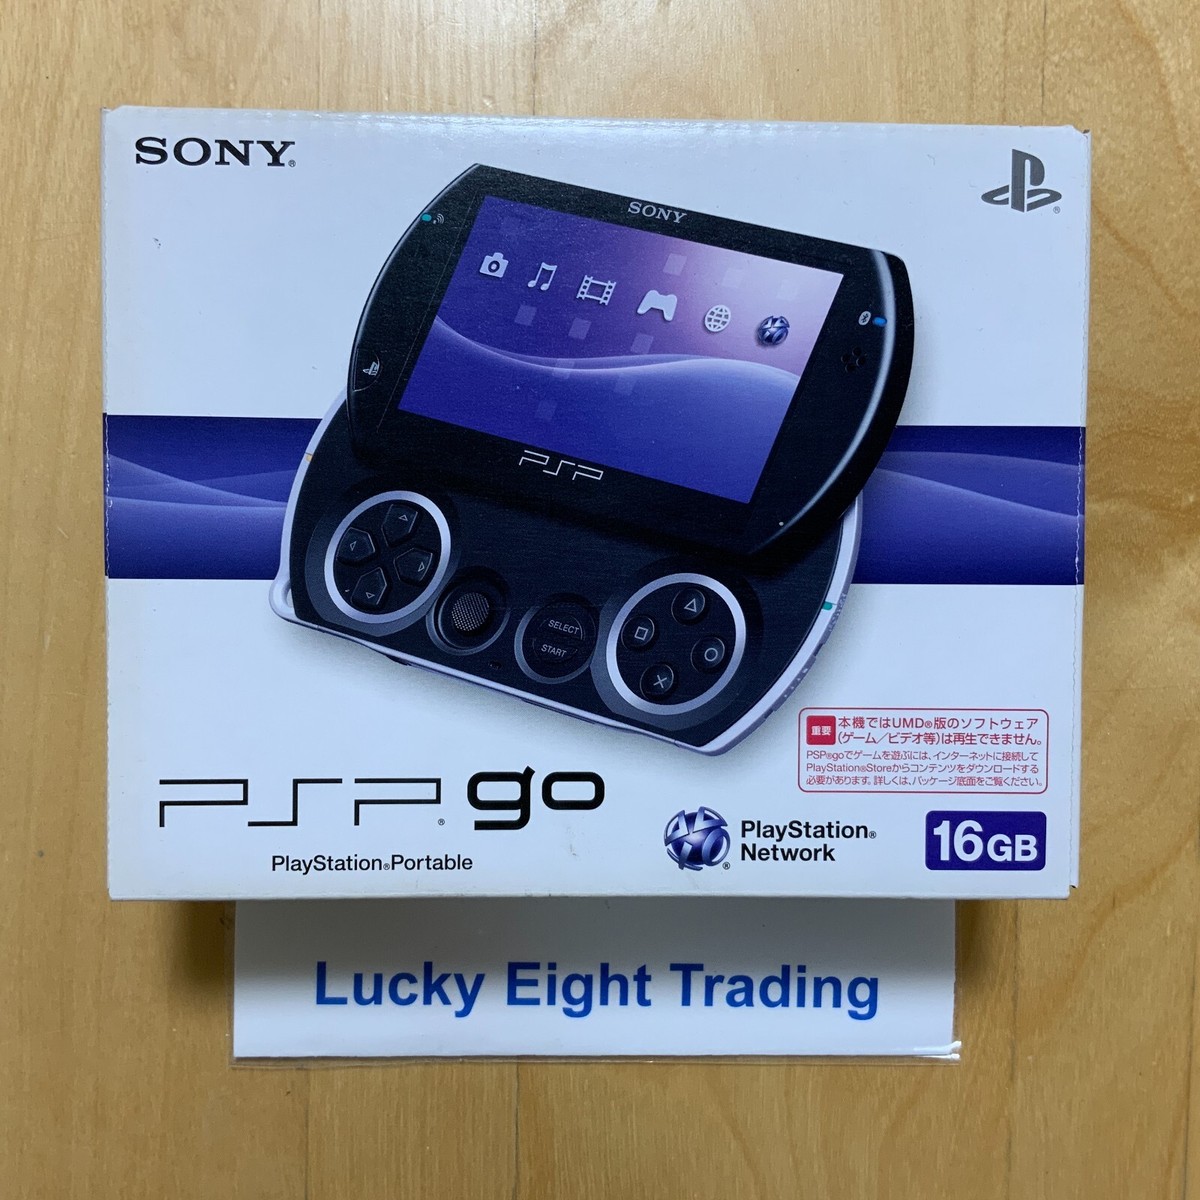 SONY®
SONY
PSP
SELECT
START
重要
本機ではUMD®版のソフトウェア
(ゲーム/ビデオ等)は再生できません。
PSP®goでゲームを遊ぶには、インターネットに接続して
PlayStation®Storeからコンテンツをダウンロードする
必要があります。詳しくは、パッケージ底面をご覧ください。
PSP® go
PlayStation®Portable
PlayStation®
Network
16GB
Lucky Eight Trading